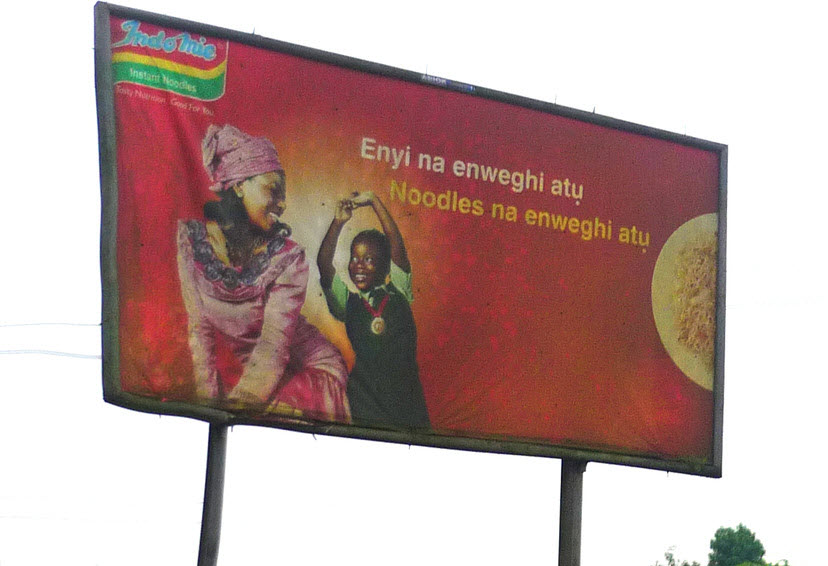 Indomie
Instant Noodles
Tasty Nutrition Good For You
Enyi na enweghi atụ
Noodles na enweghi atụ